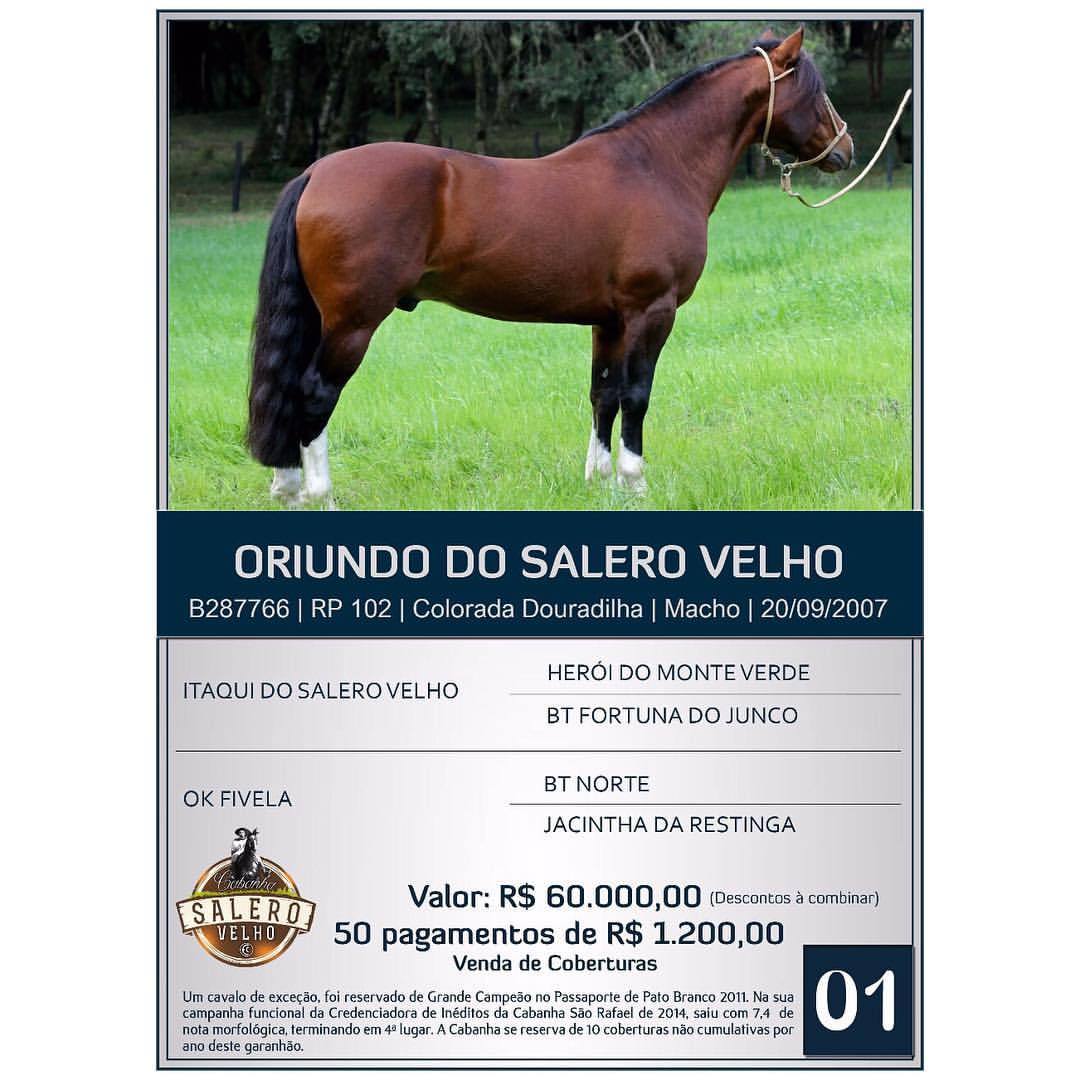 ORIUNDO DO SALERO VELHO
B287766 | RP 102 | Colorada Douradilha | Macho | 20/09/2007
ITAQUI DO SALERO VELHO
HERÓI DO MONTE VERDE
BT FORTUNA DO JUNCO
OK FIVELA
BT NORTE
JACINTHA DA RESTINGA
Cabanha
SALERO
VELHO
Valor: R$ 60.000,00 (Descontos à combinar)
50 pagamentos de R$ 1.200,00
Venda de Coberturas
Um cavalo de exceção, foi reservado de Grande Campeão no Passaporte de Pato Branco 2011. Na sua
campanha funcional da Credenciadora de Inéditos da Cabanha São Rafael de 2014, saiu com 7,4 de
nota morfológica, terminando em 4º lugar. A Cabanha se reserva de 10 coberturas não cumulativas por
ano deste garanhão.
01